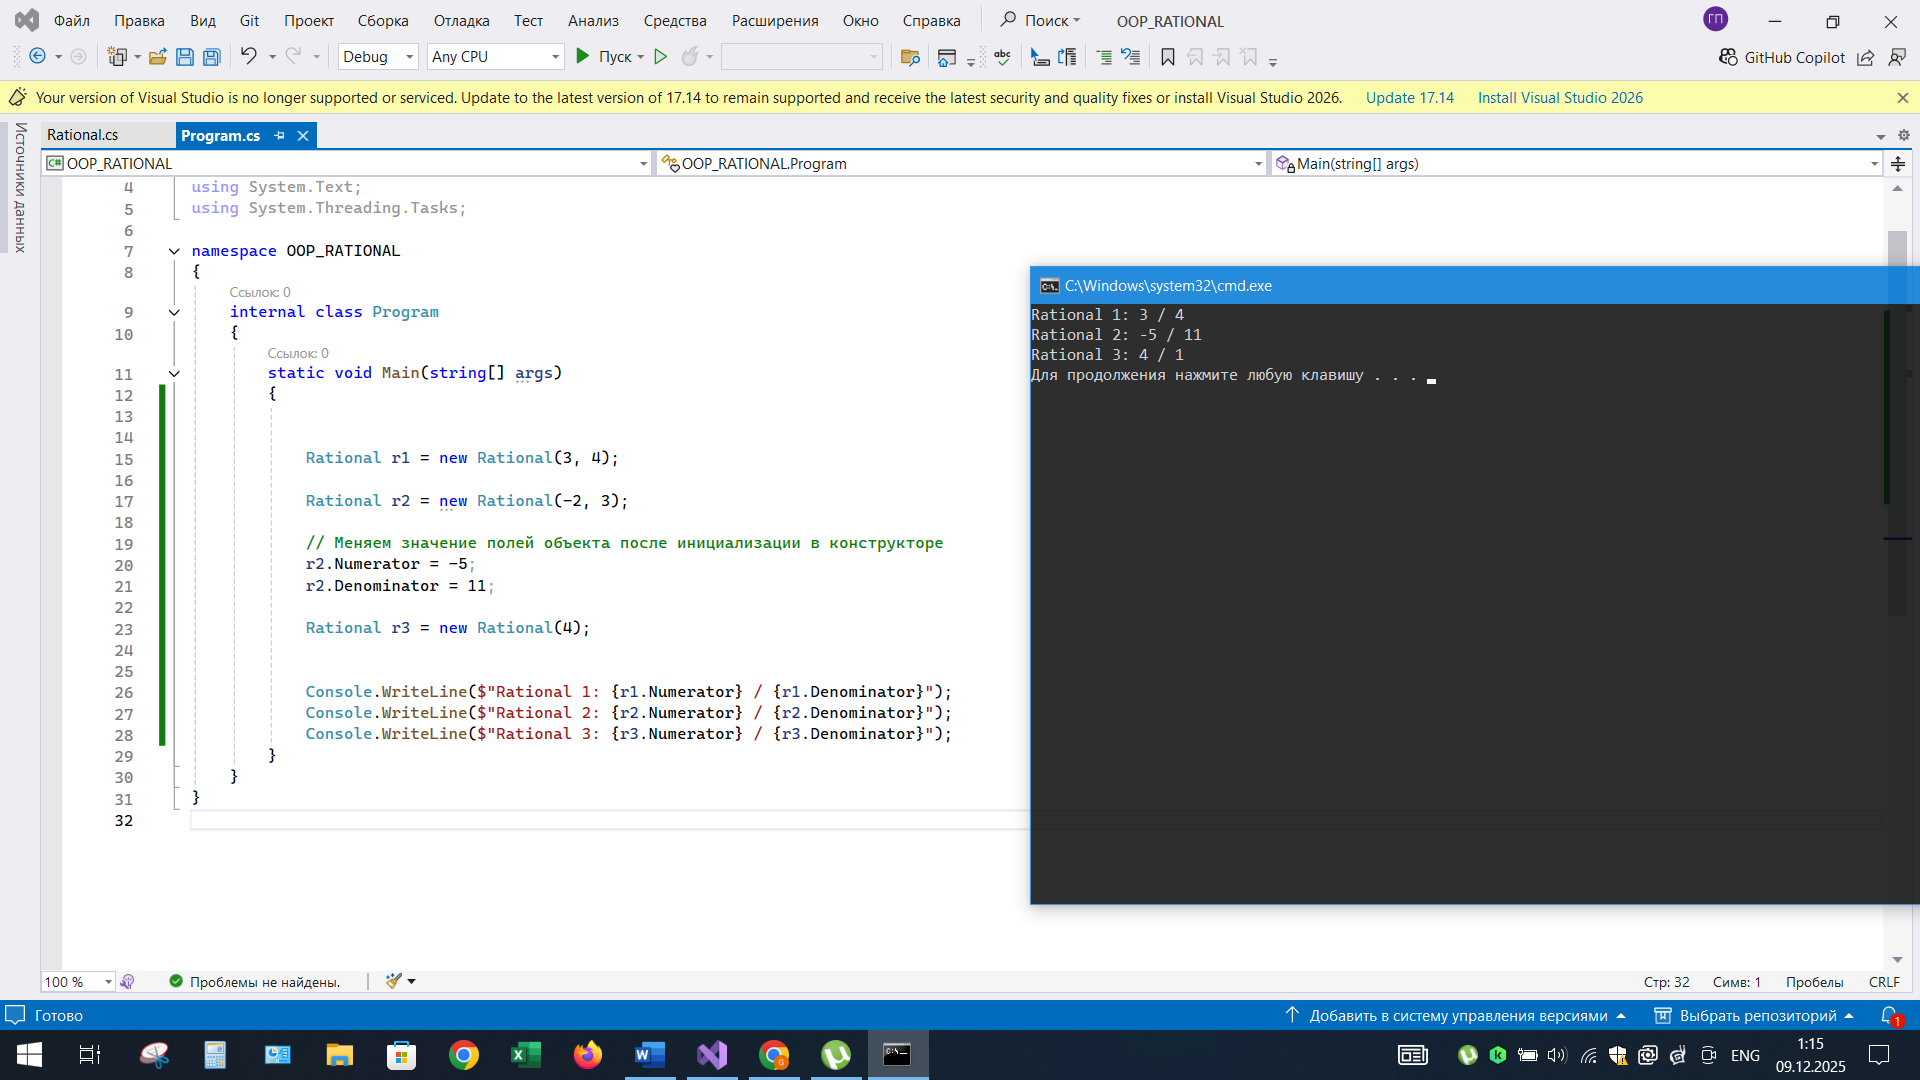 Файл Правка Вид Git Проект Сборка Отладка Тест Анализ Средства Расширения Окно Справка Поиск OOP_RATIONAL ГП
Debug Any CPU Пуск abc GitHub Copilot
Your version of Visual Studio is no longer supported or serviced. Update to the latest version of 17.14 to remain supported and receive the latest security and quality fixes or install Visual Studio 2026. Update 17.14 Install Visual Studio 2026
Источники данных
Rational.cs Program.cs
C# OOP_RATIONAL OOP_RATIONAL.Program Main(string[] args)
4 using System.Text;
5 using System.Threading.Tasks;
6
7 namespace OOP_RATIONAL
8 {
Ссылок: 0
9 internal class Program
10 {
Ссылок: 0
11 static void Main(string[] args)
12 {
13
14
15 Rational r1 = new Rational(3, 4);
16
17 Rational r2 = new Rational(-2, 3);
18
19 // Меняем значение полей объекта после инициализации в конструкторе
20 r2.Numerator = -5;
21 r2.Denominator = 11;
22
23 Rational r3 = new Rational(4);
24
25
26 Console.WriteLine($"Rational 1: {r1.Numerator} / {r1.Denominator}");
27 Console.WriteLine($"Rational 2: {r2.Numerator} / {r2.Denominator}");
28 Console.WriteLine($"Rational 3: {r3.Numerator} / {r3.Denominator}");
29 }
30 }
31 }
32
C:\Windows\system32\cmd.exe
Rational 1: 3 / 4
Rational 2: -5 / 11
Rational 3: 4 / 1
Для продолжения нажмите любую клавишу . . .
100 % Проблемы не найдены. Стр: 32 Симв: 1 Пробелы CRLF
Готово Добавить в систему управления версиями Выбрать репозиторий 1
ENG 1:15
09.12.2025